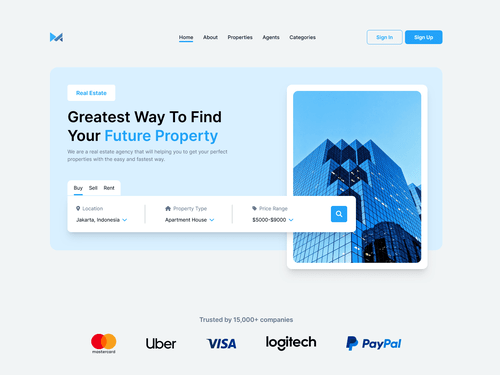 Home About Properties Agents Categories Sign In Sign Up
Real Estate
Greatest Way To Find
Your Future Property
We are a real estate agency that will helping you to get your perfect
properties with the easy and fastest way.
Buy Sell Rent
Location Property Type Price Range
Jakarta, Indonesia Apartment House $5000-$9000
Trusted by 15,000+ companies
mastercard Uber VISA logitech PayPal